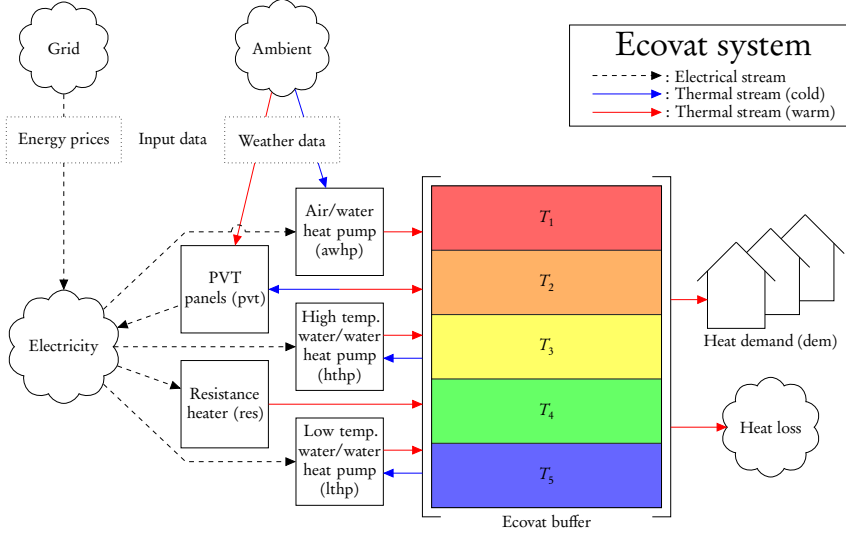 Grid
Ambient
Ecovat system
: Electrical stream
: Thermal stream (cold)
: Thermal stream (warm)
Energy prices
Input data
Weather data
Air/water
heat pump
(awhp)
PVT
panels (pvt)
Electricity
High temp.
water/water
heat pump
(hthp)
Resistance
heater (res)
Low temp.
water/water
heat pump
(lthp)
T1
T2
T3
T4
T5
Ecovat buffer
Heat demand (dem)
Heat loss